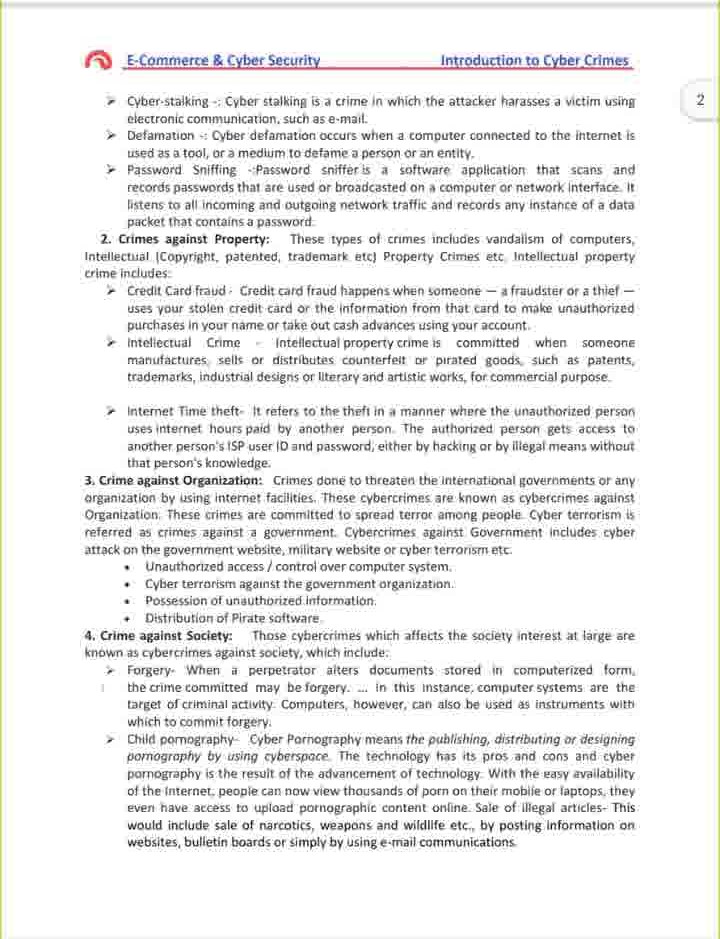 E-Commerce & Cyber Security Introduction to Cyber Crimes
2
➢ Cyber-stalking -: Cyber stalking is a crime in which the attacker harasses a victim using
electronic communication, such as e-mail.
➢ Defamation -: Cyber defamation occurs when a computer connected to the internet is
used as a tool, or a medium to defame a person or an entity.
➢ Password Sniffing -:Password sniffer is a software application that scans and
records passwords that are used or broadcasted on a computer or network interface. It
listens to all incoming and outgoing network traffic and records any instance of a data
packet that contains a password.
2. Crimes against Property: These types of crimes includes vandalism of computers,
Intellectual (Copyright, patented, trademark etc) Property Crimes etc. Intellectual property
crime includes:
➢ Credit Card fraud - Credit card fraud happens when someone — a fraudster or a thief —
uses your stolen credit card or the information from that card to make unauthorized
purchases in your name or take out cash advances using your account.
➢ Intellectual Crime - Intellectual property crime is committed when someone
manufactures, sells or distributes counterfeit or pirated goods, such as patents,
trademarks, industrial designs or literary and artistic works, for commercial purpose.
➢ Internet Time theft- It refers to the theft in a manner where the unauthorized person
uses internet hours paid by another person. The authorized person gets access to
another person's ISP user ID and password, either by hacking or by illegal means without
that person's knowledge.
3. Crime against Organization: Crimes done to threaten the international governments or any
organization by using internet facilities. These cybercrimes are known as cybercrimes against
Organization. These crimes are committed to spread terror among people. Cyber terrorism is
referred as crimes against a government. Cybercrimes against Government includes cyber
attack on the government website, military website or cyber terrorism etc.
• Unauthorized access / control over computer system.
• Cyber terrorism against the government organization.
• Possession of unauthorized information.
• Distribution of Pirate software.
4. Crime against Society: Those cybercrimes which affects the society interest at large are
known as cybercrimes against society, which include:
➢ Forgery- When a perpetrator alters documents stored in computerized form,
the crime committed may be forgery. ... in this instance, computer systems are the
target of criminal activity. Computers, however, can also be used as instruments with
which to commit forgery.
➢ Child pornography- Cyber Pornography means the publishing, distributing or designing
pornography by using cyberspace. The technology has its pros and cons and cyber
pornography is the result of the advancement of technology. With the easy availability
of the Internet, people can now view thousands of porn on their mobile or laptops, they
even have access to upload pornographic content online. Sale of illegal articles- This
would include sale of narcotics, weapons and wildlife etc., by posting information on
websites, bulletin boards or simply by using e-mail communications.